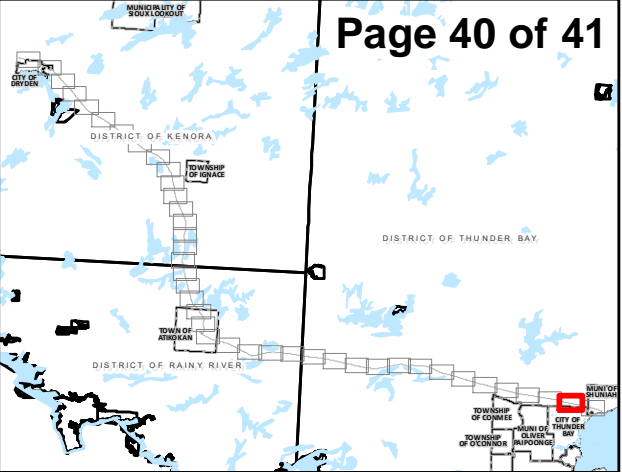 MUNICIPALITY OF
SIOUX LOOKOUT
Page 40 of 41
CITY OF
DRYDEN
DISTRICT OF KENORA
TOWNSHIP
OF IGNACE
DISTRICT OF THUNDER BAY
TOWN OF
ATIKOKAN
DISTRICT OF RAINY RIVER
MUNI OF
SHUNIAH
TOWNSHIP
OF CONMEE
CITY OF
THUNDER
BAY
MUNI OF
OLIVER
PAIPOONGE
TOWNSHIP
OF O'CONNOR